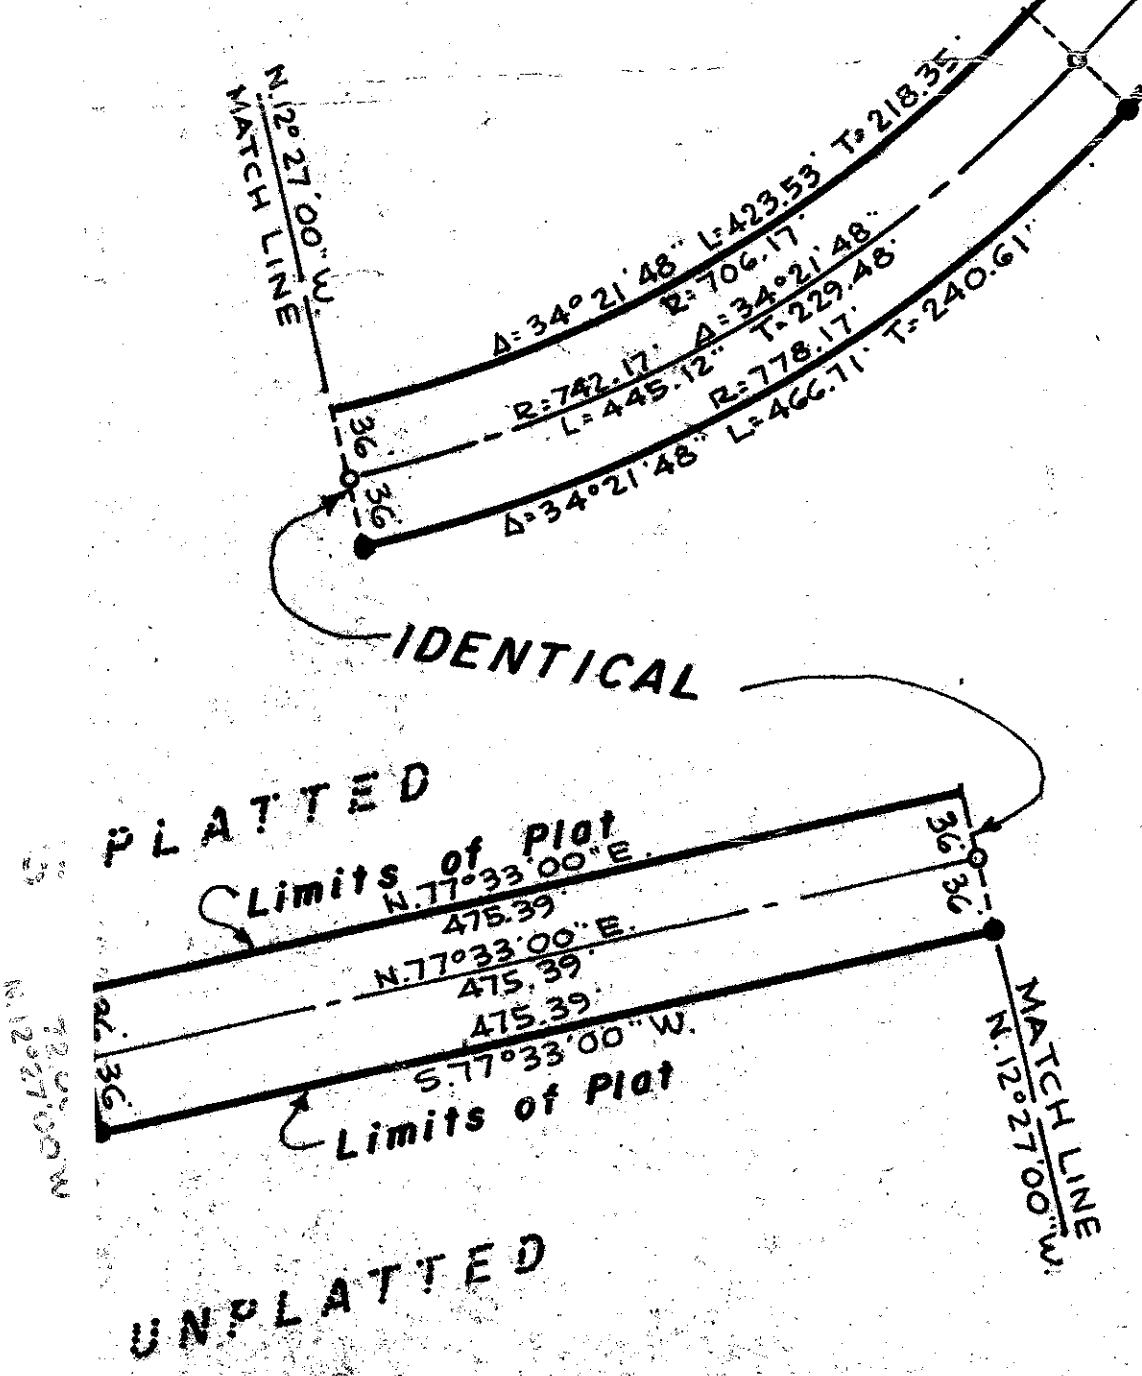 N.12°27'00"W.
MATCH LINE
Δ=34°21'48" L=423.53' T=218.35'
R=706.17'
Δ=34°21'48"
R=742.17'
L=445.12" T=229.48'
R=778.17'
Δ=34°21'48" L=466.71' T=240.61'
36'
36'
IDENTICAL
PLATTED
Limits of Plat
N.77°33'00"E.
475.39'
N.77°33'00"E.
475.39'
475.39'
S.77°33'00"W.
Limits of Plat
36'
36'
36'
36'
MATCH LINE
N.12°27'00"W.
N.12°27'00"W
UNPLATTED